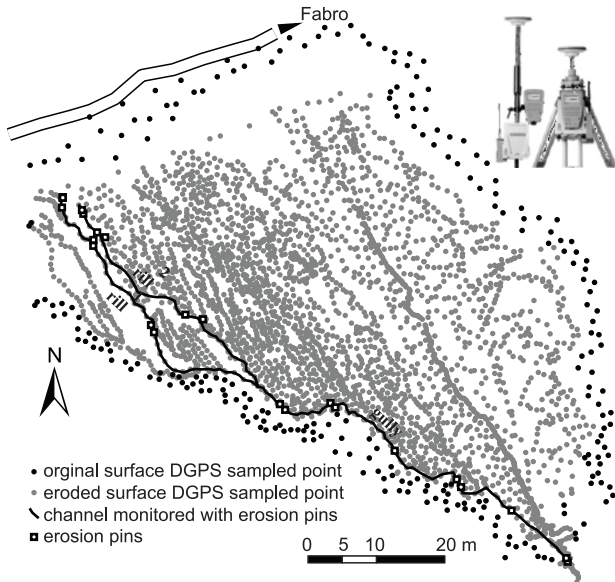 Fabro
rill 2
rill 1
gully
N
orginal surface DGPS sampled point
eroded surface DGPS sampled point
channel monitored with erosion pins
erosion pins
0 5 10 20 m